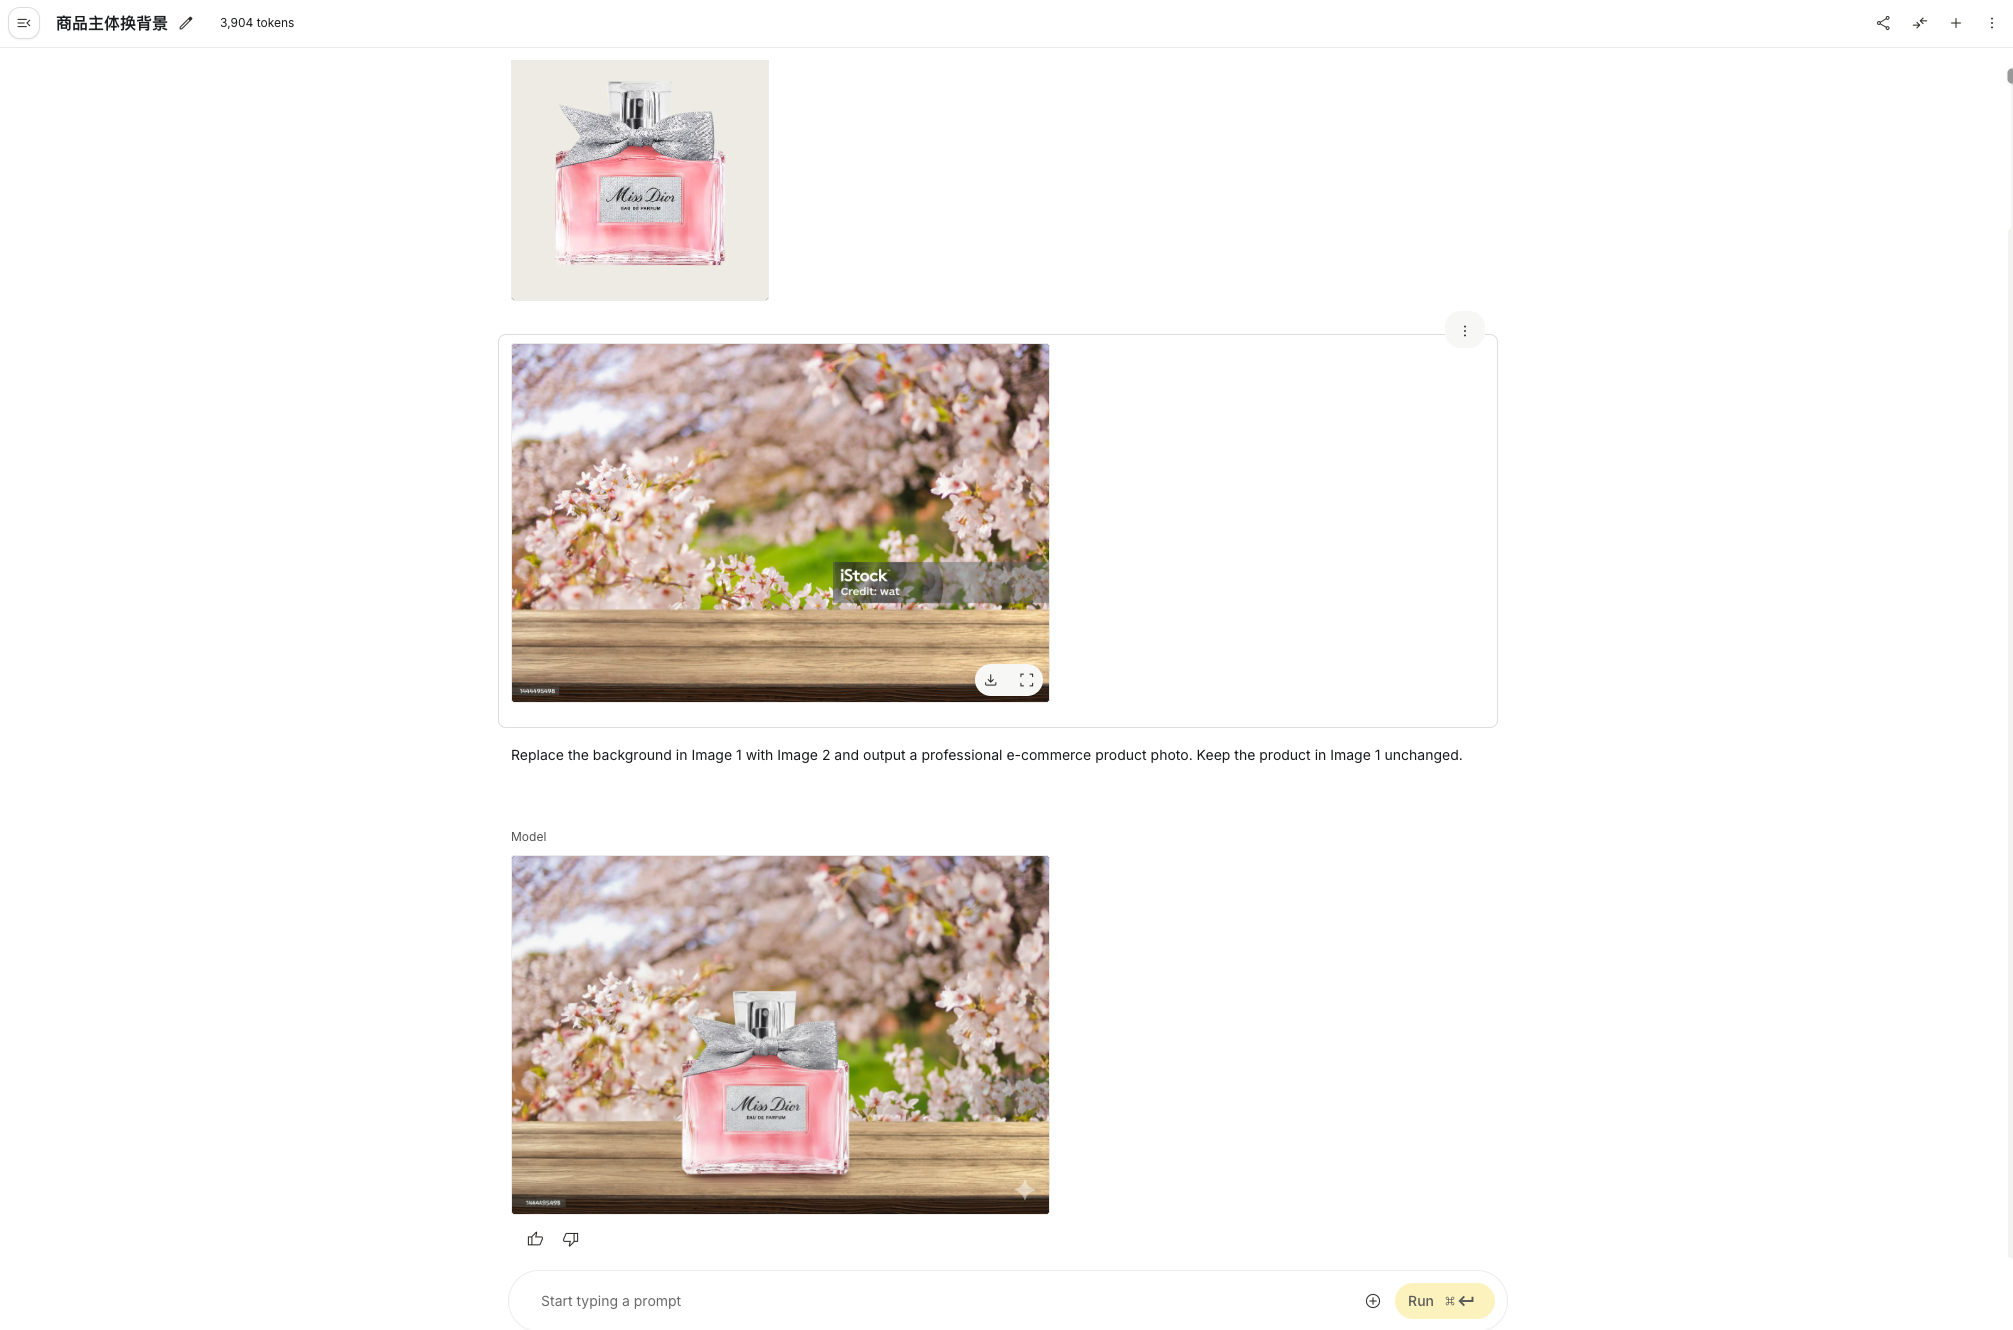 商品主体换背景
3,904 tokens
Miss Dior
EAU DE PARFUM
iStock
Credit: wat
1444495498
Replace the background in Image 1 with Image 2 and output a professional e-commerce product photo. Keep the product in Image 1 unchanged.
Model
Miss Dior
EAU DE PARFUM
Start typing a prompt
Run ⌘